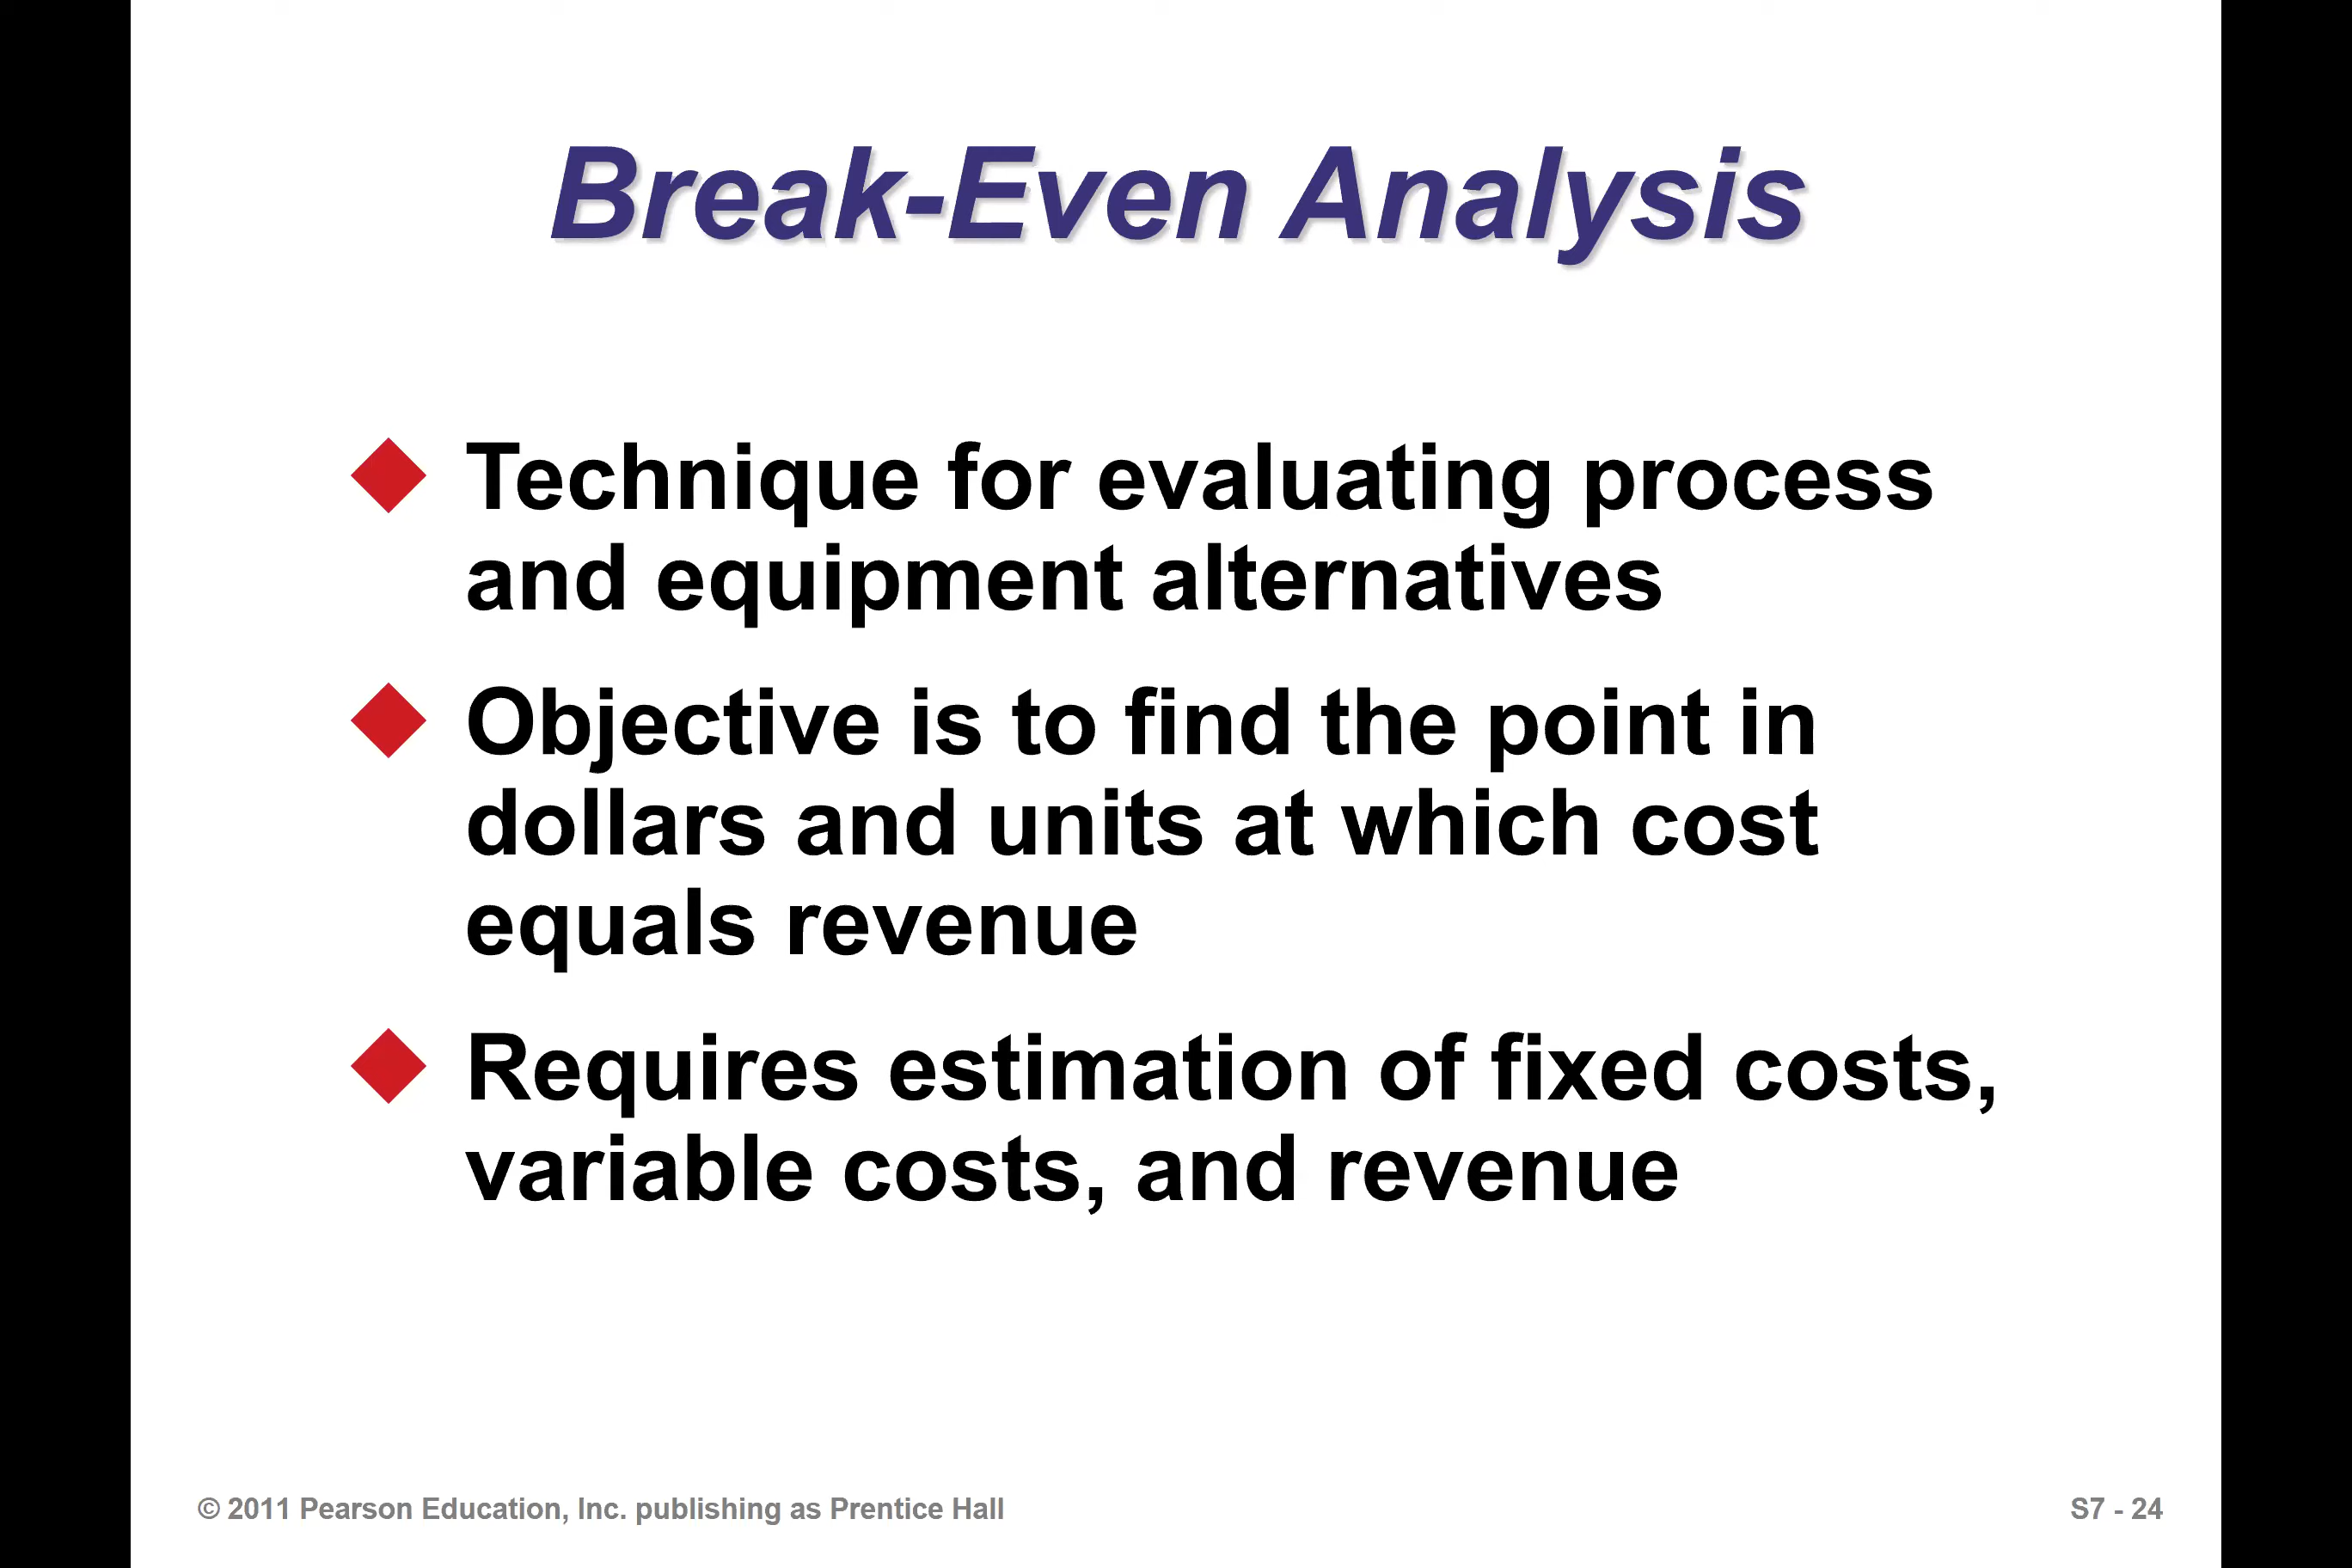 Break-Even Analysis
Technique for evaluating process
and equipment alternatives
Objective is to find the point in
dollars and units at which cost
equals revenue
Requires estimation of fixed costs,
variable costs, and revenue
© 2011 Pearson Education, Inc. publishing as Prentice Hall
S7 - 24